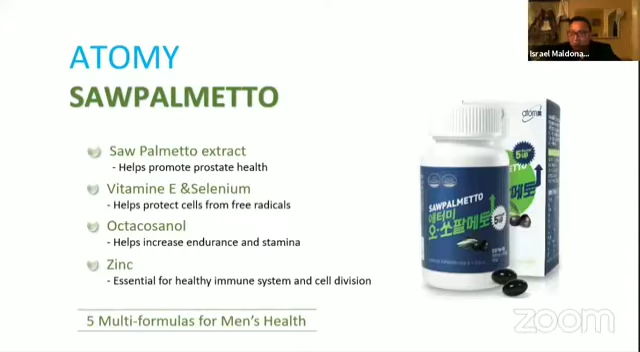 Israel Maldona...
ATOMY
SAWPALMETTO
Saw Palmetto extract
- Helps promote prostate health
Vitamine E &Selenium
- Helps protect cells from free radicals
Octacosanol
- Helps increase endurance and stamina
Zinc
- Essential for healthy immune system and cell division
5 Multi-formulas for Men's Health
atomy
SAWPALMETTO
애터미
오·쏘팔메토
zoom